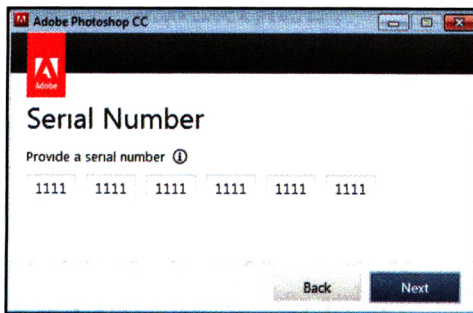 Adobe Photoshop CC
Adobe
Serial Number
Provide a serial number
1111 1111 1111 1111 1111 1111
Back Next